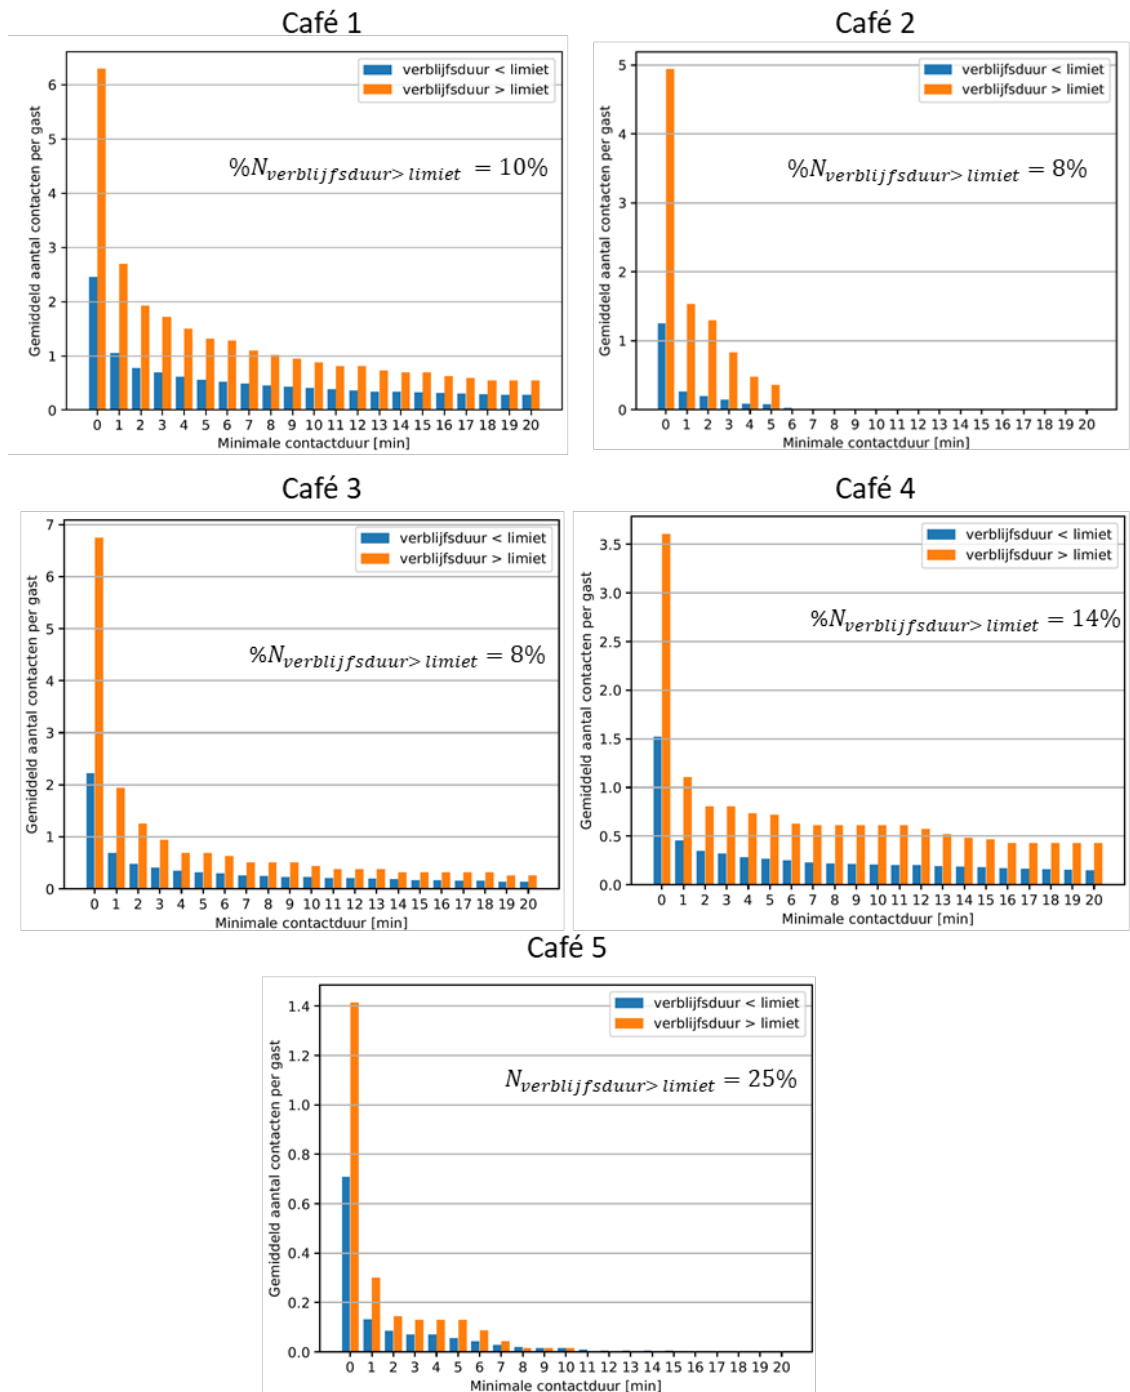 Café 1
verblijfsduur < limiet
verblijfsduur > limiet
%N_verblijfsduur> limiet = 10%
Gemiddeld aantal contacten per gast
6
5
4
3
2
1
0
0 1 2 3 4 5 6 7 8 9 10 11 12 13 14 15 16 17 18 19 20
Minimale contactduur [min]
Café 2
verblijfsduur < limiet
verblijfsduur > limiet
%N_verblijfsduur> limiet = 8%
Gemiddeld aantal contacten per gast
5
4
3
2
1
0
0 1 2 3 4 5 6 7 8 9 10 11 12 13 14 15 16 17 18 19 20
Minimale contactduur [min]
Café 3
verblijfsduur < limiet
verblijfsduur > limiet
%N_verblijfsduur> limiet = 8%
Gemiddeld aantal contacten per gast
7
6
5
4
3
2
1
0
0 1 2 3 4 5 6 7 8 9 10 11 12 13 14 15 16 17 18 19 20
Minimale contactduur [min]
Café 4
verblijfsduur < limiet
verblijfsduur > limiet
%N_verblijfsduur> limiet = 14%
Gemiddeld aantal contacten per gast
3.5
3.0
2.5
2.0
1.5
1.0
0.5
0.0
0 1 2 3 4 5 6 7 8 9 10 11 12 13 14 15 16 17 18 19 20
Minimale contactduur [min]
Café 5
verblijfsduur < limiet
verblijfsduur > limiet
N_verblijfsduur> limiet = 25%
Gemiddeld aantal contacten per gast
1.4
1.2
1.0
0.8
0.6
0.4
0.2
0.0
0 1 2 3 4 5 6 7 8 9 10 11 12 13 14 15 16 17 18 19 20
Minimale contactduur [min]